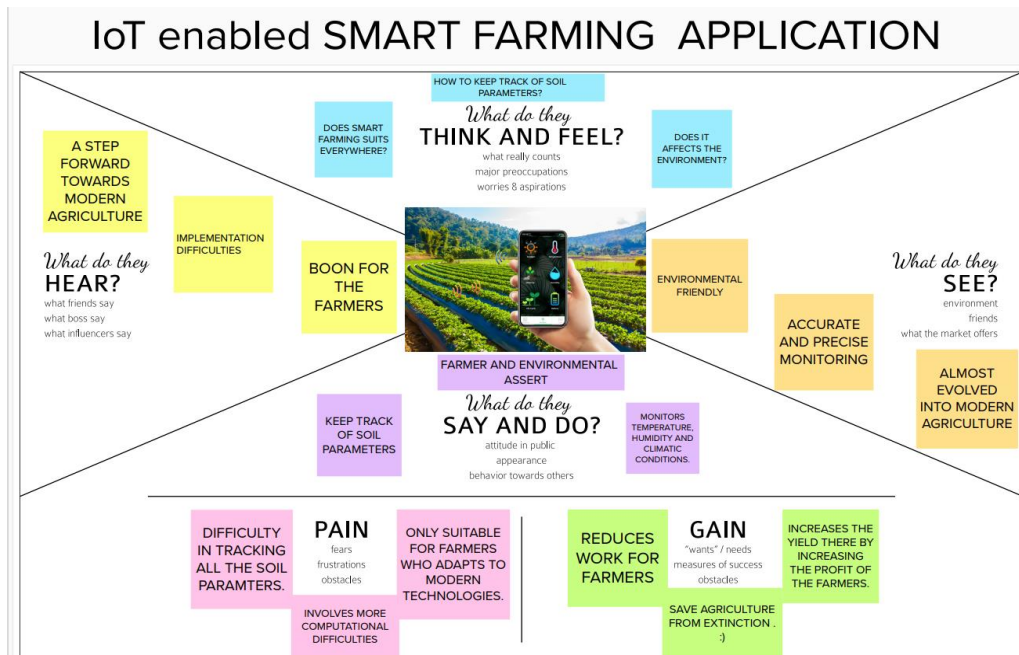 IoT enabled SMART FARMING APPLICATION
HOW TO KEEP TRACK OF SOIL
PARAMETERS?
What do they
THINK AND FEEL?
what really counts
major preoccupations
worries & aspirations
DOES SMART
FARMING SUITS
EVERYWHERE?
DOES IT
AFFECTS THE
ENVIRONMENT?
A STEP
FORWARD
TOWARDS
MODERN
AGRICULTURE
IMPLEMENTATION
DIFFICULTIES
BOON FOR
THE
FARMERS
What do they
HEAR?
what friends say
what boss say
what influencers say
ENVIRONMENTAL
FRIENDLY
ACCURATE
AND PRECISE
MONITORING
ALMOST
EVOLVED
INTO MODERN
AGRICULTURE
What do they
SEE?
environment
friends
what the market offers
FARMER AND ENVIRONMENTAL
ASSERT
What do they
SAY AND DO?
attitude in public
appearance
behavior towards others
KEEP TRACK
OF SOIL
PARAMETERS
MONITORS
TEMPERATURE,
HUMIDITY AND
CLIMATIC
CONDITIONS.
DIFFICULTY
IN TRACKING
ALL THE SOIL
PARAMTERS.
PAIN
fears
frustrations
obstacles
ONLY SUITABLE
FOR FARMERS
WHO ADAPTS TO
MODERN
TECHNOLOGIES.
INVOLVES MORE
COMPUTATIONAL
DIFFICULTIES
REDUCES
WORK FOR
FARMERS
GAIN
"wants" / needs
measures of success
obstacles
INCREASES THE
YIELD THERE BY
INCREASING
THE PROFIT OF
THE FARMERS.
SAVE AGRICULTURE
FROM EXTINCTION .
:)